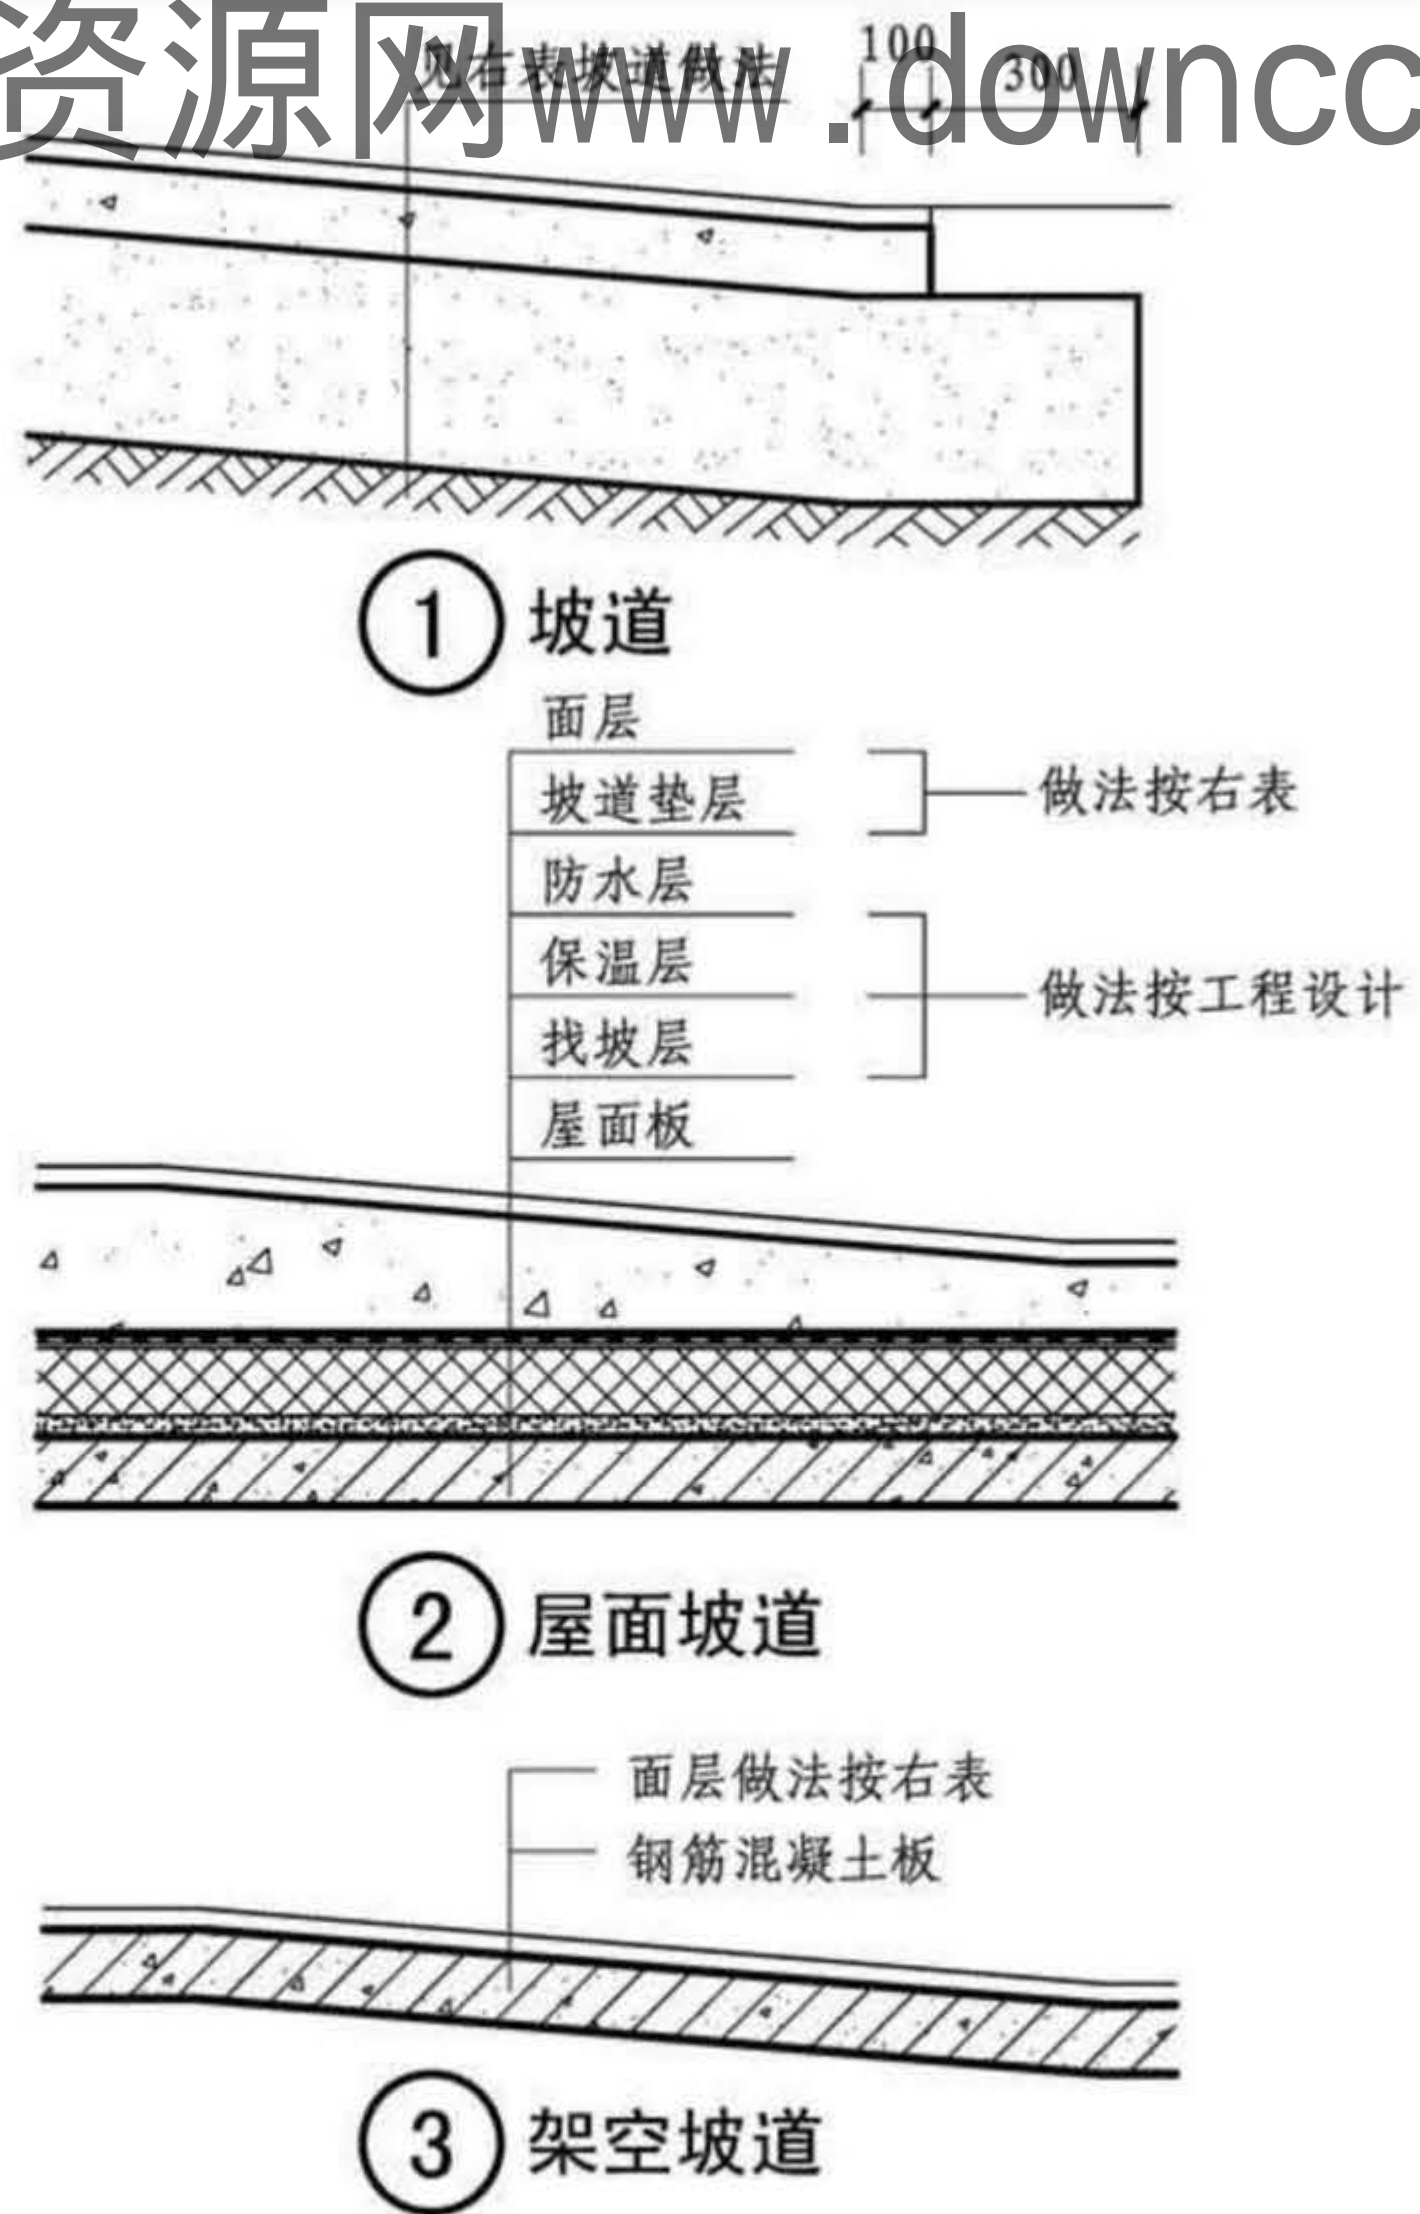 资源网www.downcc
见右表坡道做法
100
300
1 坡道
面层
坡道垫层
做法按右表
防水层
保温层
做法按工程设计
找坡层
屋面板
2 屋面坡道
面层做法按右表
钢筋混凝土板
3 架空坡道